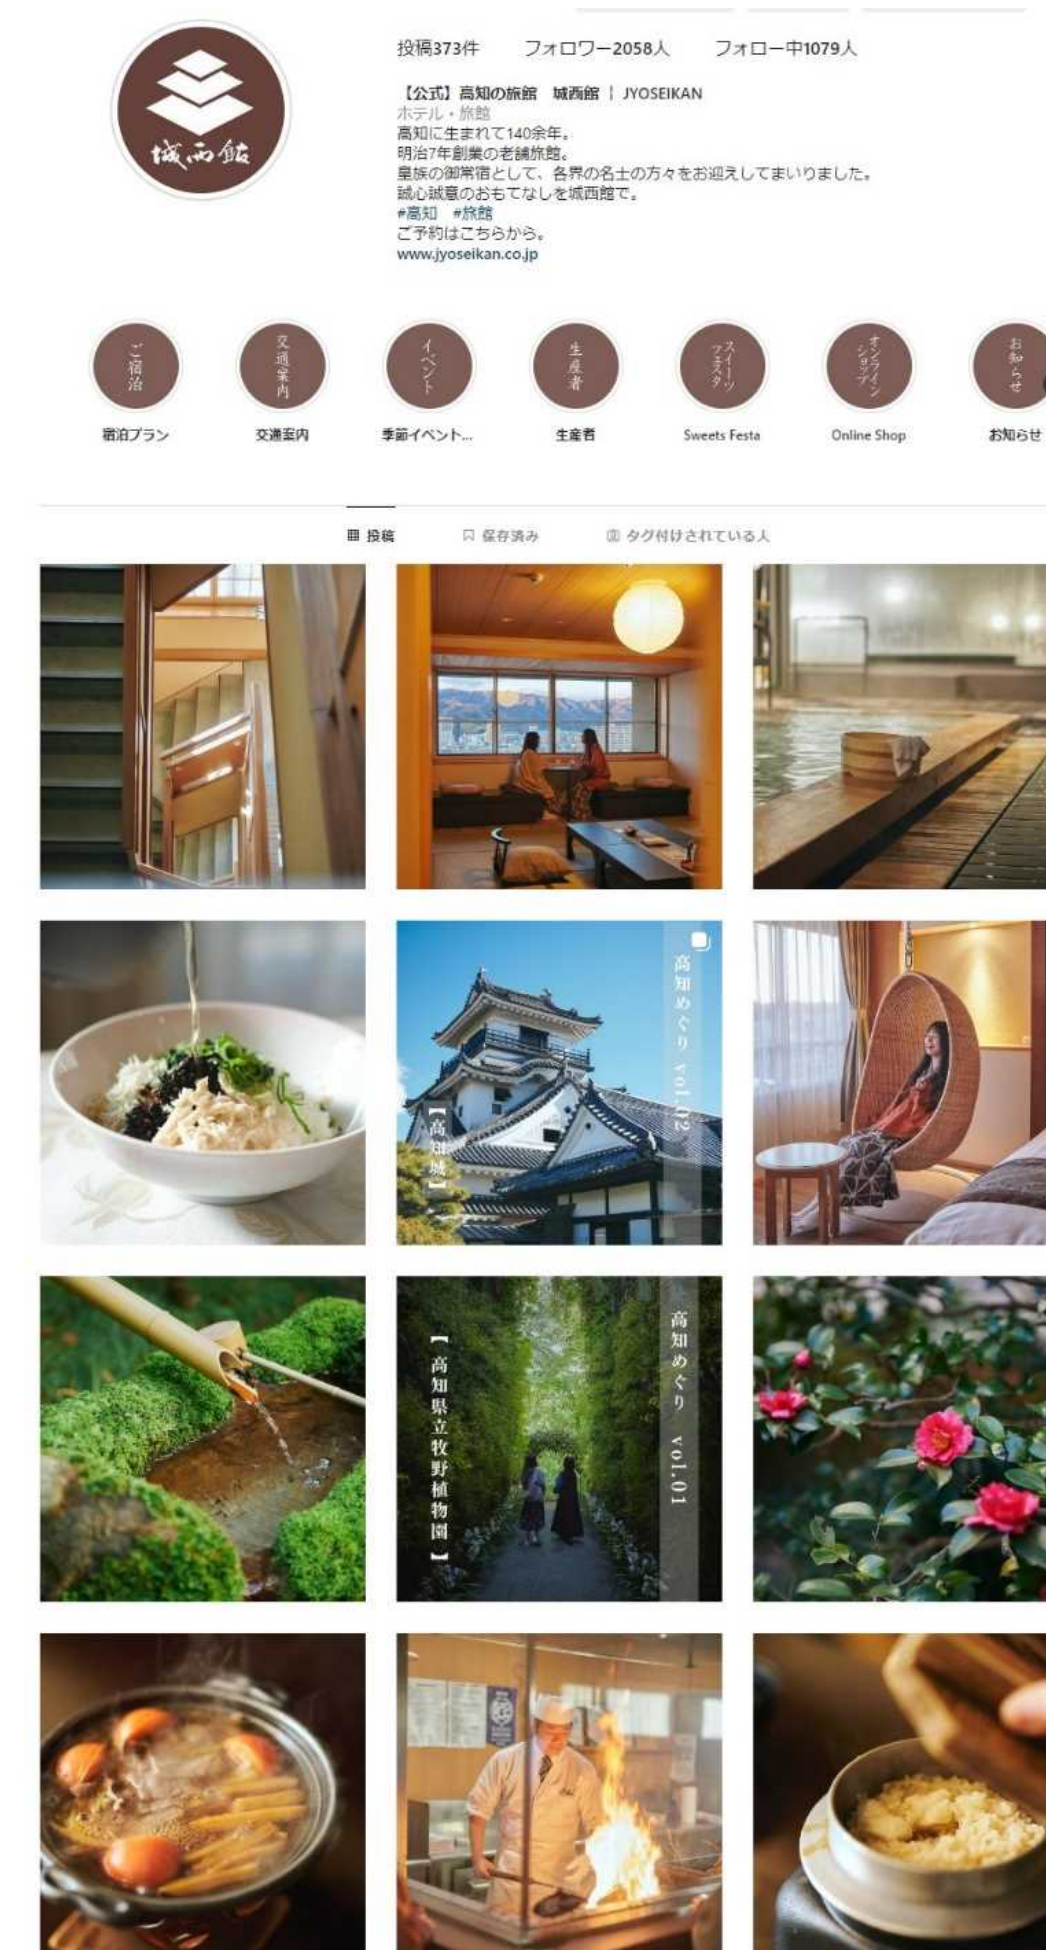 投稿373件 フォロワー2058人 フォロー中1079人
城西館
【公式】高知の旅館 城西館 | JYOSEIKAN
ホテル・旅館
高知に生まれて140余年。
明治7年創業の老舗旅館。
皇族の御常宿として、各界の名士の方々をお迎えしてまいりました。
誠心誠意のおもてなしを城西館で。
#高知 #旅館
ご予約はこちらから。
www.jyoseikan.co.jp
ご宿泊
交通案内
イベント
生産者
スイーツ
フェスタ
オンライン
ショップ
お知らせ
宿泊プラン
交通案内
季節イベント...
生産者
Sweets Festa
Online Shop
お知らせ
投稿
保存済み
タグ付けされている人
高知めぐり vol.02
【高知城】
高知めぐり vol.01
【高知県立牧野植物園】